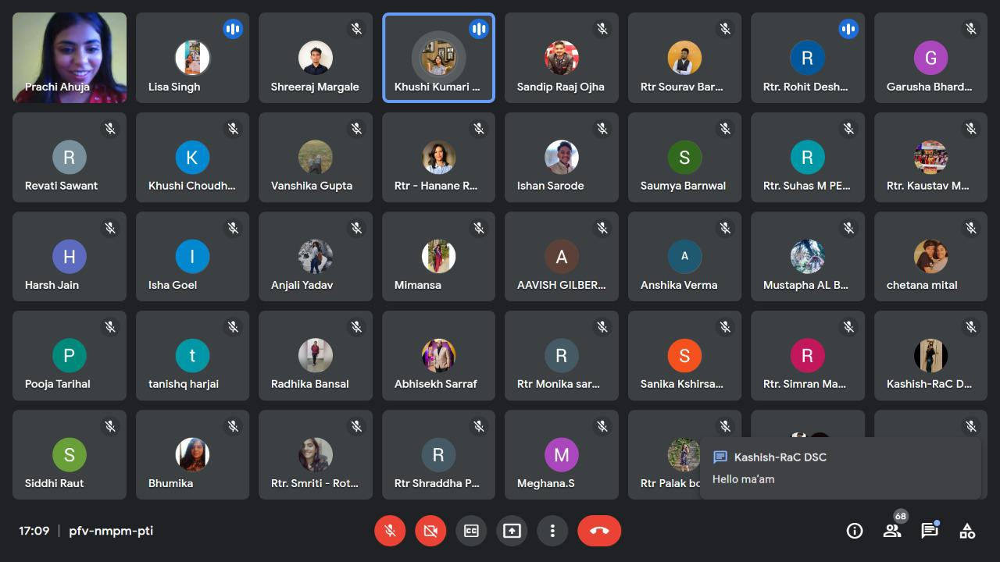 Prachi Ahuja
Lisa Singh
Shreeraj Margale
Khushi Kumari ...
Sandip Raaj Ojha
Rtr Sourav Bar...
R
Rtr. Rohit Desh...
G
Garusha Bhard...
R
Revati Sawant
K
Khushi Choudh...
Vanshika Gupta
Rtr - Hanane R...
Ishan Sarode
S
Saumya Barnwal
R
Rtr. Suhas M PE...
Rtr. Kaustav M...
H
Harsh Jain
I
Isha Goel
Anjali Yadav
Mimansa
A
AAVISH GILBER...
A
Anshika Verma
Mustapha AL B...
chetana mital
P
Pooja Tarihal
t
tanishq harjai
Radhika Bansal
Abhisekh Sarraf
R
Rtr Monika sar...
S
Sanika Kshirsa...
R
Rtr. Simran Ma...
Kashish-RaC D...
S
Siddhi Raut
Bhumika
Rtr. Smriti - Rot...
R
Rtr Shraddha P...
M
Meghana.S
Rtr Palak bo
Kashish-RaC DSC
Hello ma'am
17:09 | pfv-nmpm-pti
CC
68